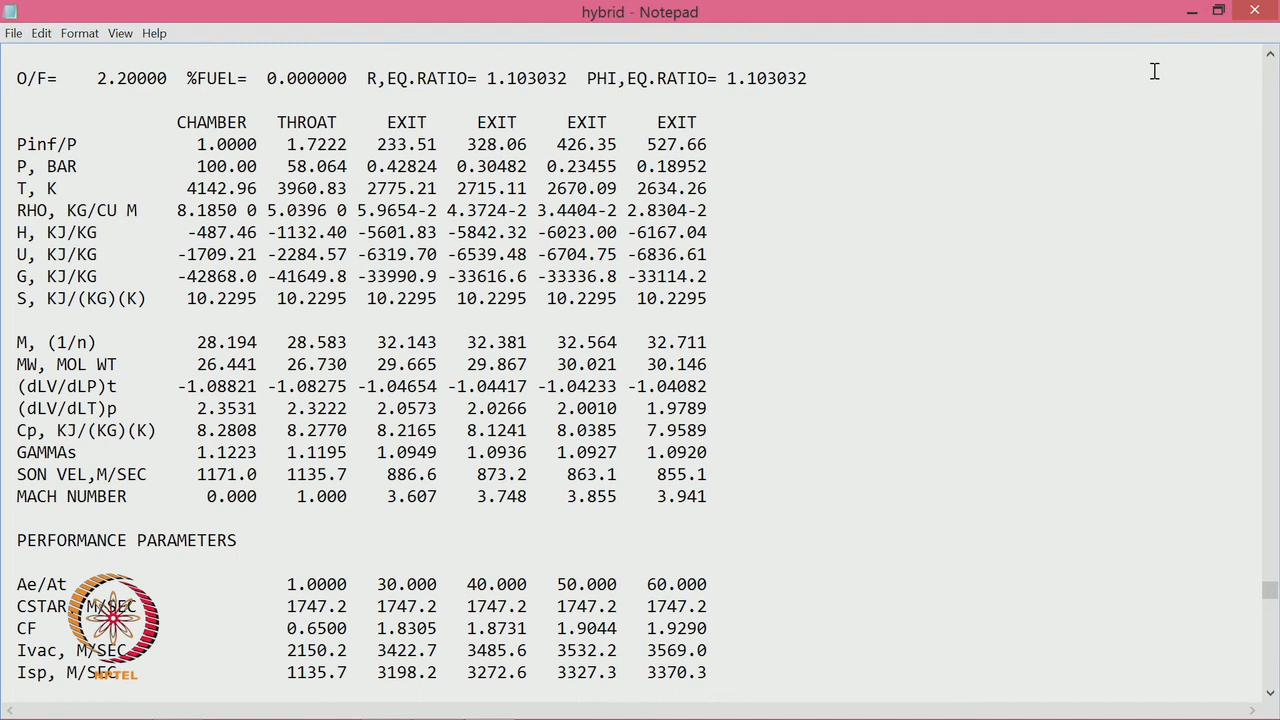 hybrid - Notepad
File Edit Format View Help
O/F= 2.20000 %FUEL= 0.000000 R,EQ.RATIO= 1.103032 PHI,EQ.RATIO= 1.103032
CHAMBER THROAT EXIT EXIT EXIT EXIT
Pinf/P 1.0000 1.7222 233.51 328.06 426.35 527.66
P, BAR 100.00 58.064 0.42824 0.30482 0.23455 0.18952
T, K 4142.96 3960.83 2775.21 2715.11 2670.09 2634.26
RHO, KG/CU M 8.1850 0 5.0396 0 5.9654-2 4.3724-2 3.4404-2 2.8304-2
H, KJ/KG -487.46 -1132.40 -5601.83 -5842.32 -6023.00 -6167.04
U, KJ/KG -1709.21 -2284.57 -6319.70 -6539.48 -6704.75 -6836.61
G, KJ/KG -42868.0 -41649.8 -33990.9 -33616.6 -33336.8 -33114.2
S, KJ/(KG)(K) 10.2295 10.2295 10.2295 10.2295 10.2295 10.2295
M, (1/n) 28.194 28.583 32.143 32.381 32.564 32.711
MW, MOL WT 26.441 26.730 29.665 29.867 30.021 30.146
(dLV/dLP)t -1.08821 -1.08275 -1.04654 -1.04417 -1.04233 -1.04082
(dLV/dLT)p 2.3531 2.3222 2.0573 2.0266 2.0010 1.9789
Cp, KJ/(KG)(K) 8.2808 8.2770 8.2165 8.1241 8.0385 7.9589
GAMMAs 1.1223 1.1195 1.0949 1.0936 1.0927 1.0920
SON VEL,M/SEC 1171.0 1135.7 886.6 873.2 863.1 855.1
MACH NUMBER 0.000 1.000 3.607 3.748 3.855 3.941
PERFORMANCE PARAMETERS
Ae/At 1.0000 30.000 40.000 50.000 60.000
CSTAR, M/SEC 1747.2 1747.2 1747.2 1747.2 1747.2
CF 0.6500 1.8305 1.8731 1.9044 1.9290
Ivac, M/SEC 2150.2 3422.7 3485.6 3532.2 3569.0
Isp, M/SEC 1135.7 3198.2 3272.6 3327.3 3370.3
NPTEL